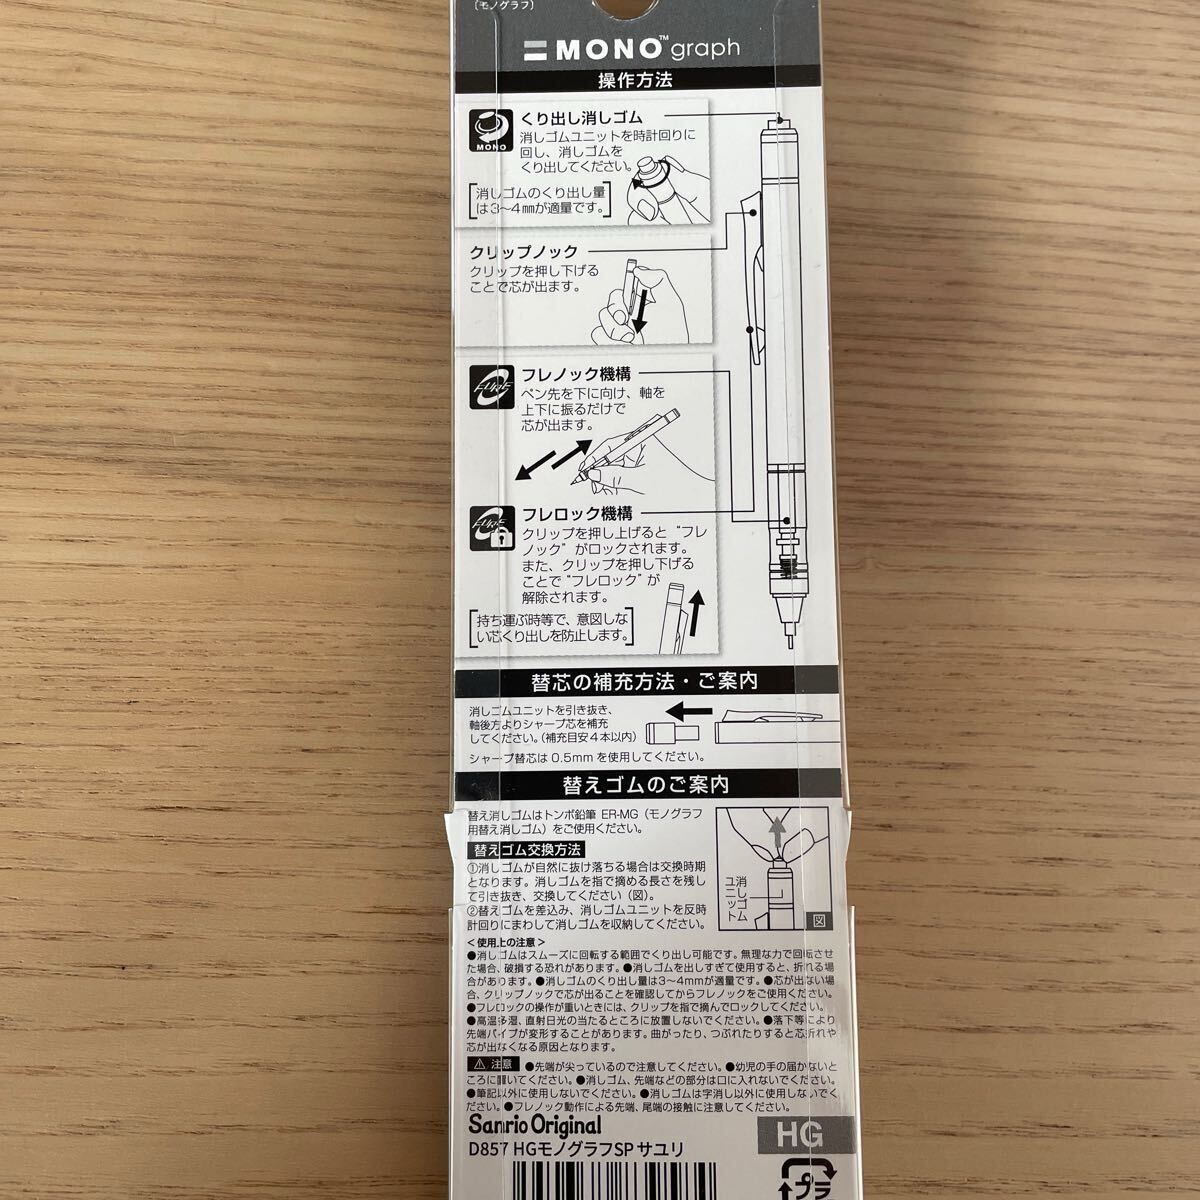 (モノグラフ)
MONO™ graph
操作方法
MONO
くり出し消しゴム
消しゴムユニットを時計回りに
回し、消しゴムを
くり出してください。
消しゴムのくり出し量
は3〜4㎜が適量です。
クリップノック
クリップを押し下げる
ことで芯が出ます。
FURE
フレノック機構
ペン先を下に向け、軸を
上下に振るだけで
芯が出ます。
FURE
フレロック機構
クリップを押し上げると“フレ
ノック”がロックされます。
また、クリップを押し下げる
ことで“フレロック”が
解除されます。
持ち運ぶ時等で、意図しな
い芯くり出しを防止します。
替芯の補充方法・ご案内
消しゴムユニットを引き抜き、
軸後方よりシャープ芯を補充
してください。(補充目安4本以内)
シャープ替芯は0.5mmを使用してください。
替えゴムのご案内
替え消しゴムはトンボ鉛筆 ER-MG(モノグラフ
用替え消しゴム)をご使用ください。
替えゴム交換方法
①消しゴムが自然に抜け落ちる場合は交換時期
となります。消しゴムを指で摘める長さを残し
て引き抜き、交換してください(図)。
②替えゴムを差込み、消しゴムユニットを反時
計回りにまわして消しゴムを収納してください。
消しゴム
ユニット
図
<使用上の注意>
●消しゴムはスムーズに回転する範囲でくり出し可能です。無理な力で回転させ
た場合、破損する恐れがあります。●消しゴムを出しすぎて使用すると、折れる場
合があります。●消しゴムのくり出し量は3〜4mmが適量です。●芯が出ない場
合、クリップノックで芯が出ることを確認してからフレノックをご使用ください。
●フレロックの操作が重いときには、クリップを指で摘んでロックしてください。
●高温多湿、直射日光の当たるところに放置しないでください。●落下等により
先端パイプが変形することがあります。曲がったり、つぶれたりすると芯折れや
芯が出なくなる原因となります。
⚠ 注意 ●先端が尖っているので注意してください。●幼児の手の届かないと
ころに置いてください。●消しゴム、先端などの部分は口に入れないでください。
●筆記以外に使用しないでください。●消しゴムは字消し以外に使用しないでく
ださい。●フレノック動作による先端、尾端の接触に注意してください。
Sanrio Original
D857 HGモノグラフSP サユリ
HG
プラ